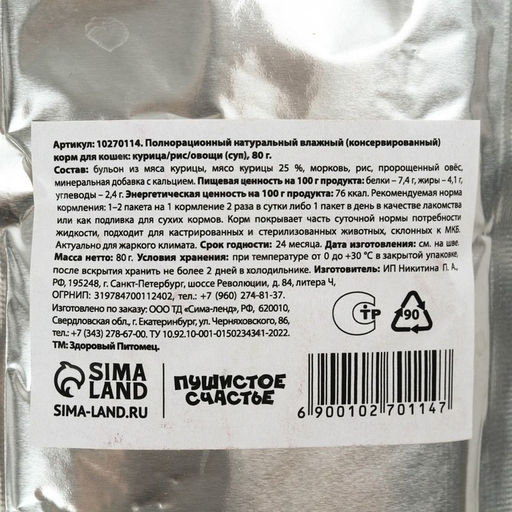 Артикул: 10270114. Полнорационный натуральный влажный (консервированный)
корм для кошек: курица/рис/овощи (суп), 80 г.
Состав: бульон из мяса курицы, мясо курицы 25 %, морковь, рис, пророщенный овёс,
минеральная добавка с кальцием. Пищевая ценность на 100 г продукта: белки – 7,4 г, жиры – 4,1 г,
углеводы – 2,4 г. Энергетическая ценность на 100 г продукта: 76 ккал. Рекомендуемая норма
кормления: 1–2 пакета на 1 кормление 2 раза в сутки либо 1 пакет в день в качестве лакомства
или как подлива для сухих кормов. Корм покрывает часть суточной нормы потребности
жидкости, подходит для кастрированных и стерилизованных животных, склонных к МКБ.
Актуально для жаркого климата. Срок годности: 24 месяца. Дата изготовления: см. на шве.
Масса нетто: 80 г. Условия хранения: при температуре от 0 до +30 °С в закрытой упаковке,
после вскрытия хранить не более 2 дней в холодильнике. Изготовитель: ИП Никитина П. А.,
РФ, 195248, г. Санкт-Петербург, шоссе Революции, д. 84, литера Ч,
ОГРНИП: 319784700112402, тел.: +7 (960) 274-81-37.
Изготовлено по заказу: ООО ТД «Сима-ленд», РФ, 620010,
Свердловская обл., г. Екатеринбург, ул. Черняховского, 86,
тел.: +7 (343) 278-67-00. ТУ 10.92.10-001-0150234341-2022.
ТМ: Здоровый Питомец.
СТР
90
SIMA
LAND
SIMA-LAND.RU
ПУШИСТОЕ
СЧАСТЬЕ
6 900102 701147